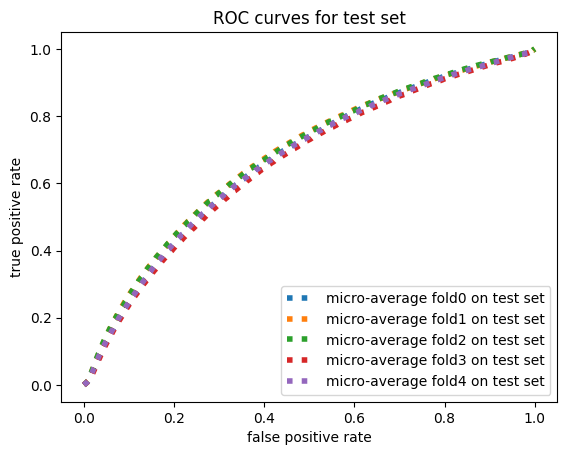 ROC curves for test set
true positive rate
1.0
0.8
0.6
0.4
0.2
0.0
micro-average fold0 on test set
micro-average fold1 on test set
micro-average fold2 on test set
micro-average fold3 on test set
micro-average fold4 on test set
0.0 0.2 0.4 0.6 0.8 1.0
false positive rate